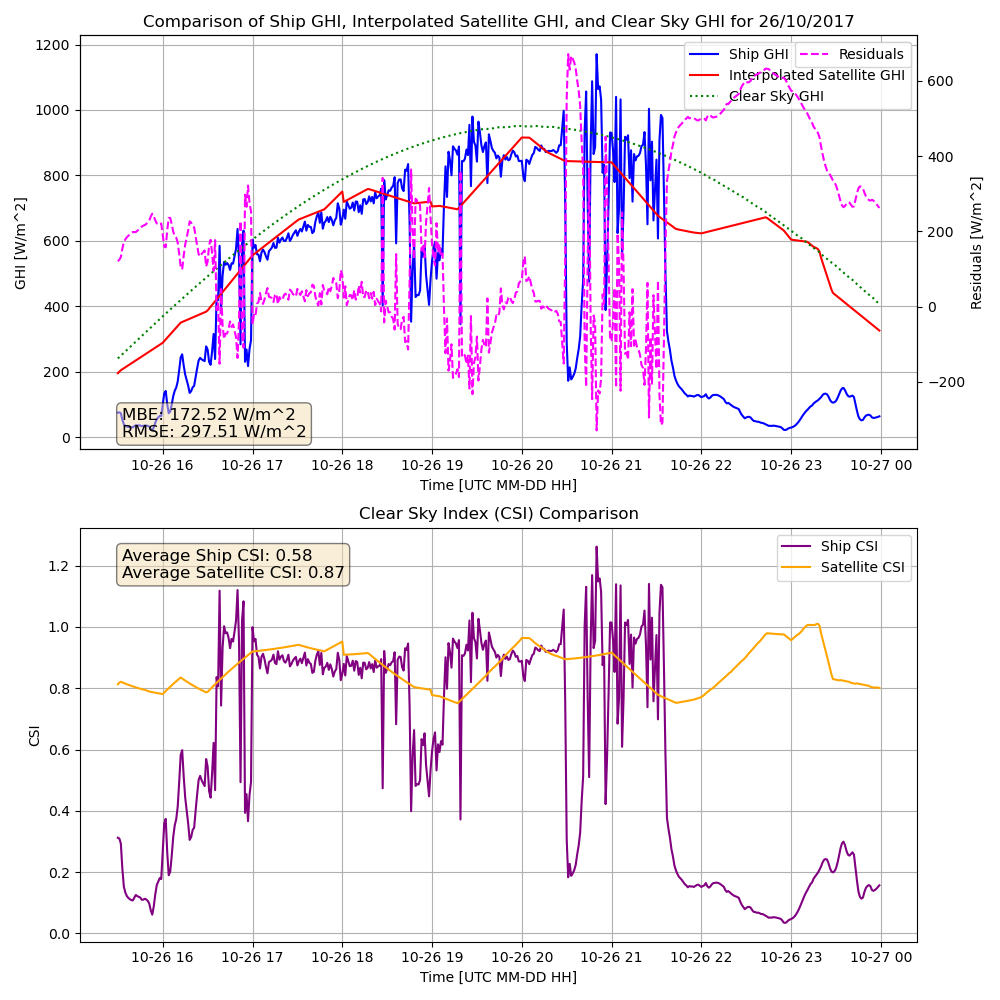 Comparison of Ship GHI, Interpolated Satellite GHI, and Clear Sky GHI for 26/10/2017
Ship GHI
Interpolated Satellite GHI
Clear Sky GHI
Residuals
1200
1000
800
600
400
200
0
GHI [W/m^2]
600
400
200
0
−200
Residuals [W/m^2]
MBE: 172.52 W/m^2
RMSE: 297.51 W/m^2
10-26 16 10-26 17 10-26 18 10-26 19 10-26 20 10-26 21 10-26 22 10-26 23 10-27 00
Time [UTC MM-DD HH]
Clear Sky Index (CSI) Comparison
Average Ship CSI: 0.58
Average Satellite CSI: 0.87
Ship CSI
Satellite CSI
1.2
1.0
0.8
0.6
0.4
0.2
0.0
CSI
10-26 16 10-26 17 10-26 18 10-26 19 10-26 20 10-26 21 10-26 22 10-26 23 10-27 00
Time [UTC MM-DD HH]